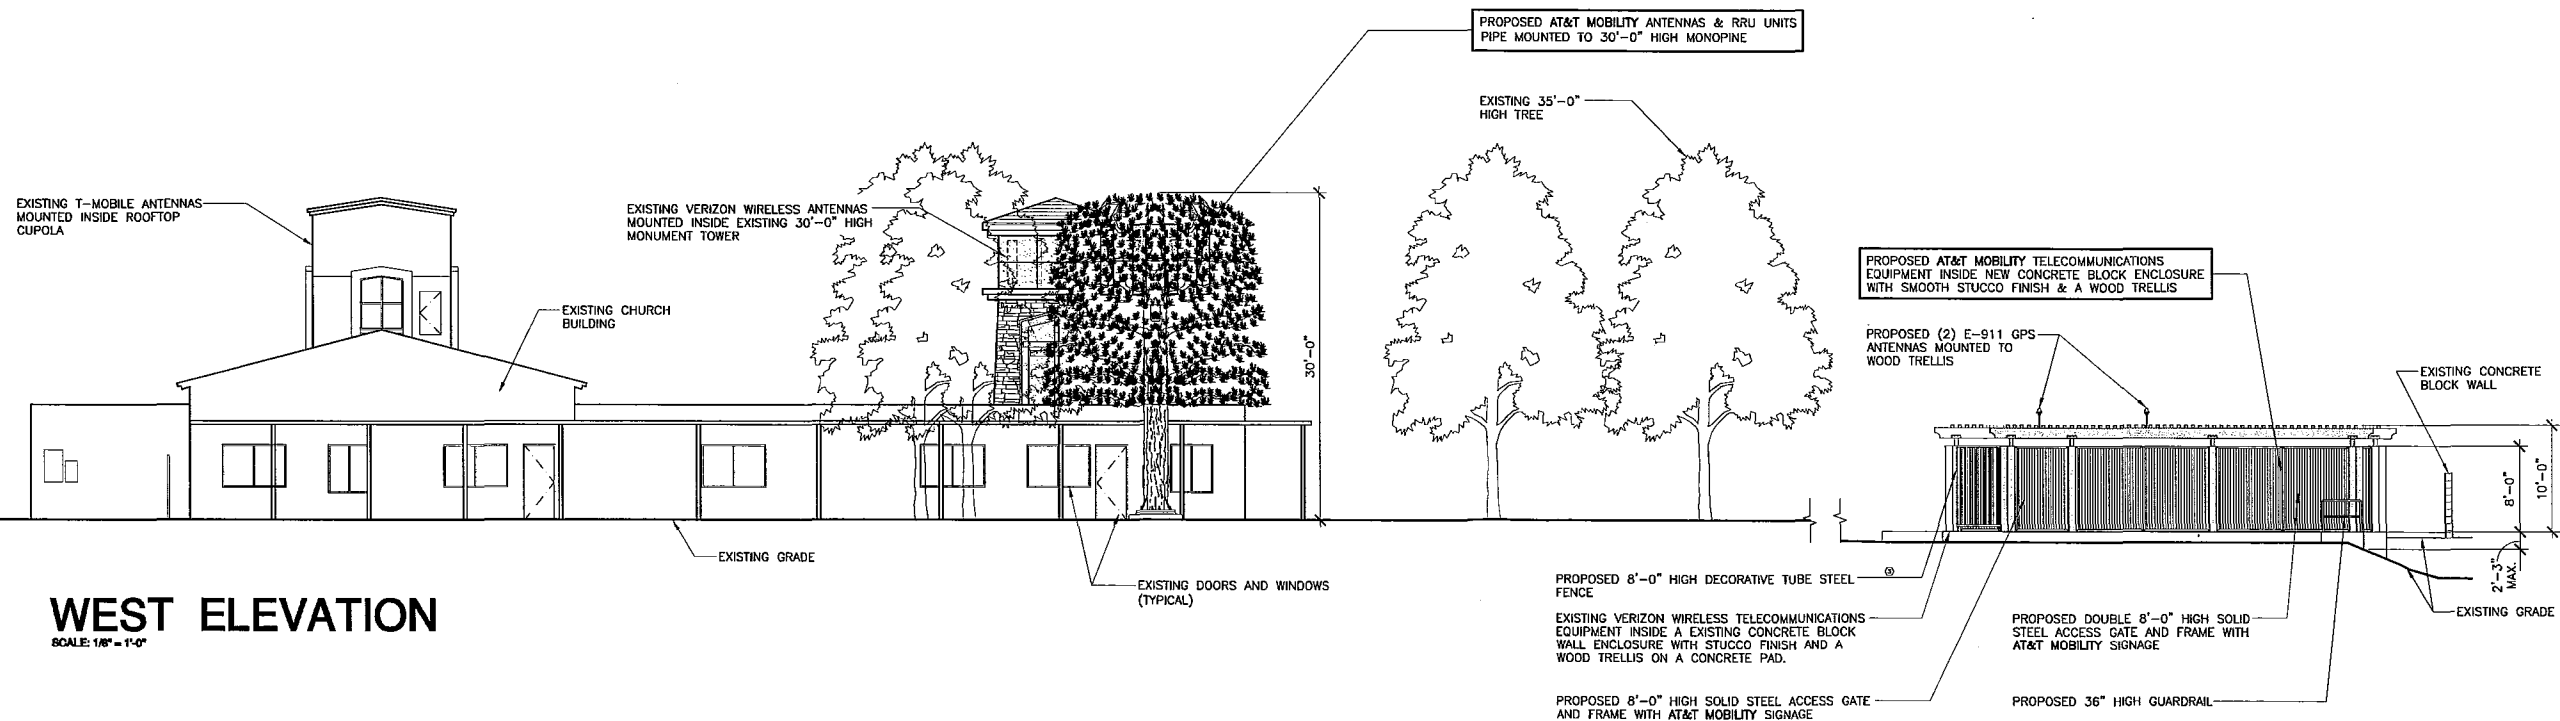 PROPOSED AT&T MOBILITY ANTENNAS & RRU UNITS
PIPE MOUNTED TO 30'-0" HIGH MONOPINE
EXISTING 35'-0"
HIGH TREE
EXISTING T-MOBILE ANTENNAS
MOUNTED INSIDE ROOFTOP
CUPOLA
EXISTING VERIZON WIRELESS ANTENNAS
MOUNTED INSIDE EXISTING 30'-0" HIGH
MONUMENT TOWER
EXISTING CHURCH
BUILDING
30'-0"
PROPOSED AT&T MOBILITY TELECOMMUNICATIONS
EQUIPMENT INSIDE NEW CONCRETE BLOCK ENCLOSURE
WITH SMOOTH STUCCO FINISH & A WOOD TRELLIS
PROPOSED (2) E-911 GPS
ANTENNAS MOUNTED TO
WOOD TRELLIS
EXISTING CONCRETE
BLOCK WALL
8'-0"
10'-0"
2'-3"
MAX.
EXISTING GRADE
EXISTING DOORS AND WINDOWS
(TYPICAL)
PROPOSED 8'-0" HIGH DECORATIVE TUBE STEEL
FENCE
EXISTING VERIZON WIRELESS TELECOMMUNICATIONS
EQUIPMENT INSIDE A EXISTING CONCRETE BLOCK
WALL ENCLOSURE WITH STUCCO FINISH AND A
WOOD TRELLIS ON A CONCRETE PAD.
PROPOSED 8'-0" HIGH SOLID STEEL ACCESS GATE
AND FRAME WITH AT&T MOBILITY SIGNAGE
PROPOSED DOUBLE 8'-0" HIGH SOLID
STEEL ACCESS GATE AND FRAME WITH
AT&T MOBILITY SIGNAGE
PROPOSED 36" HIGH GUARDRAIL
EXISTING GRADE
WEST ELEVATION
SCALE: 1/8" = 1'-0"